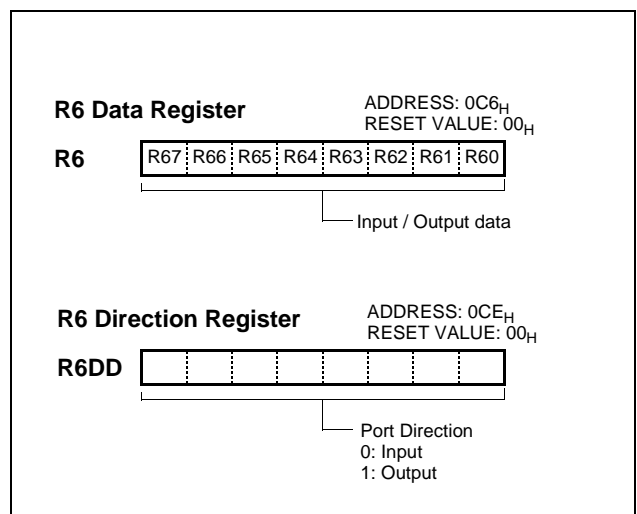 R6 Data Register
ADDRESS: 0C6H
RESET VALUE: 00H
R6
R67 R66 R65 R64 R63 R62 R61 R60
Input / Output data
R6 Direction Register
ADDRESS: 0CEH
RESET VALUE: 00H
R6DD
Port Direction
0: Input
1: Output